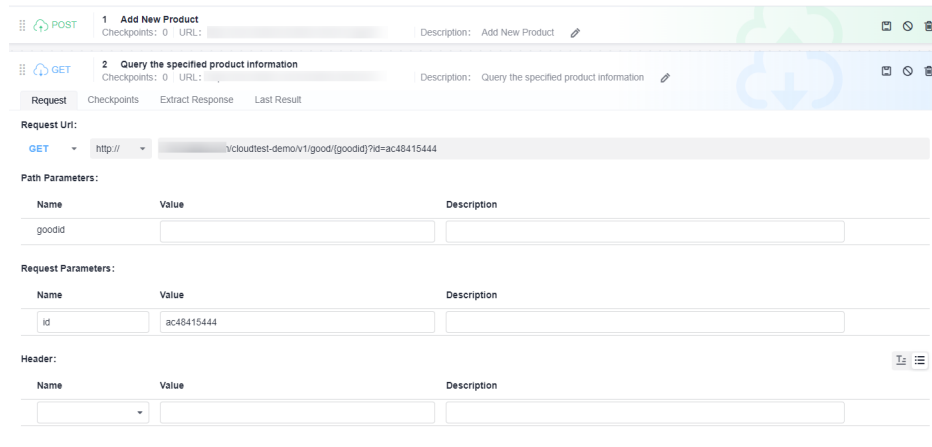 POST
1 Add New Product
Checkpoints: 0 URL:
Description: Add New Product
GET
2 Query the specified product information
Checkpoints: 0 URL:
Description: Query the specified product information
Request Checkpoints Extract Response Last Result
Request Url:
GET http:// /cloudtest-demo/v1/good/{goodid}?id=ac48415444
Path Parameters:
Name Value Description
goodid
Request Parameters:
Name Value Description
id ac48415444
Header:
Name Value Description